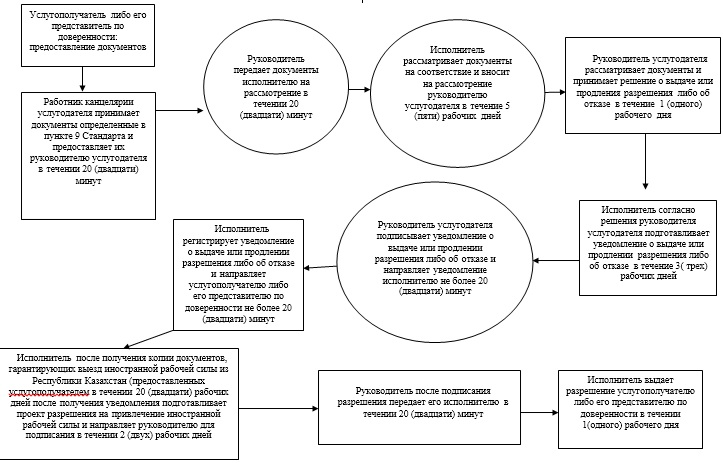 Услугополучатель либо его
представитель по
доверенности:
предоставление документов
Работник канцелярии
услугодателя принимает
документы определенные в
пункте 9 Стандарта и
предоставляет их
руководителю услугодателя
в течении 20 (двадцати)
минут
Руководитель
передает документы
исполнителю на
рассмотрение в
течении 20
(двадцати) минут
Исполнитель
рассматривает документы
на соответствие и вносит
на рассмотрение
руководителю
услугодателя в течение 5
(пяти) рабочих дней
Руководитель услугодателя
рассматривает документы и
принимает решение о выдаче или
продления разрешения либо об
отказе в течение 1 (одного)
рабочего дня
Исполнитель согласно
решения руководителя
услугодателя подготавливает
уведомление о выдаче или
продлении разрешения либо
об отказе в течение 3( трех)
рабочих дней
Руководитель услугодателя
подписывает уведомление о
выдаче или продлении
разрешения либо об отказе и
направляет уведомление
исполнителю не более 20
(двадцати) минут
Исполнитель
регистрирует уведомление
о выдаче или продлении
разрешения либо об отказе
и направляет
услугополучателю либо
его представителю по
доверенности не более 20
(двадцати) минут
Исполнитель после получения копии документов,
гарантирующих выезд иностранной рабочей силы из
Республики Казахстан (предоставленных
услугополучателем в течении 20 (двадцати) рабочих
дней после получения уведомления подготавливает
проект разрешения на привлечение иностранной
рабочей силы и направляет руководителю для
подписания в течении 2 (двух) рабочих дней
Руководитель после подписания
разрешения передает его исполнителю в
течении 20 (двадцати) минут
Исполнитель выдает
разрешение услугополучателю
либо его представителю по
доверенности в течении
1(одного) рабочего дня